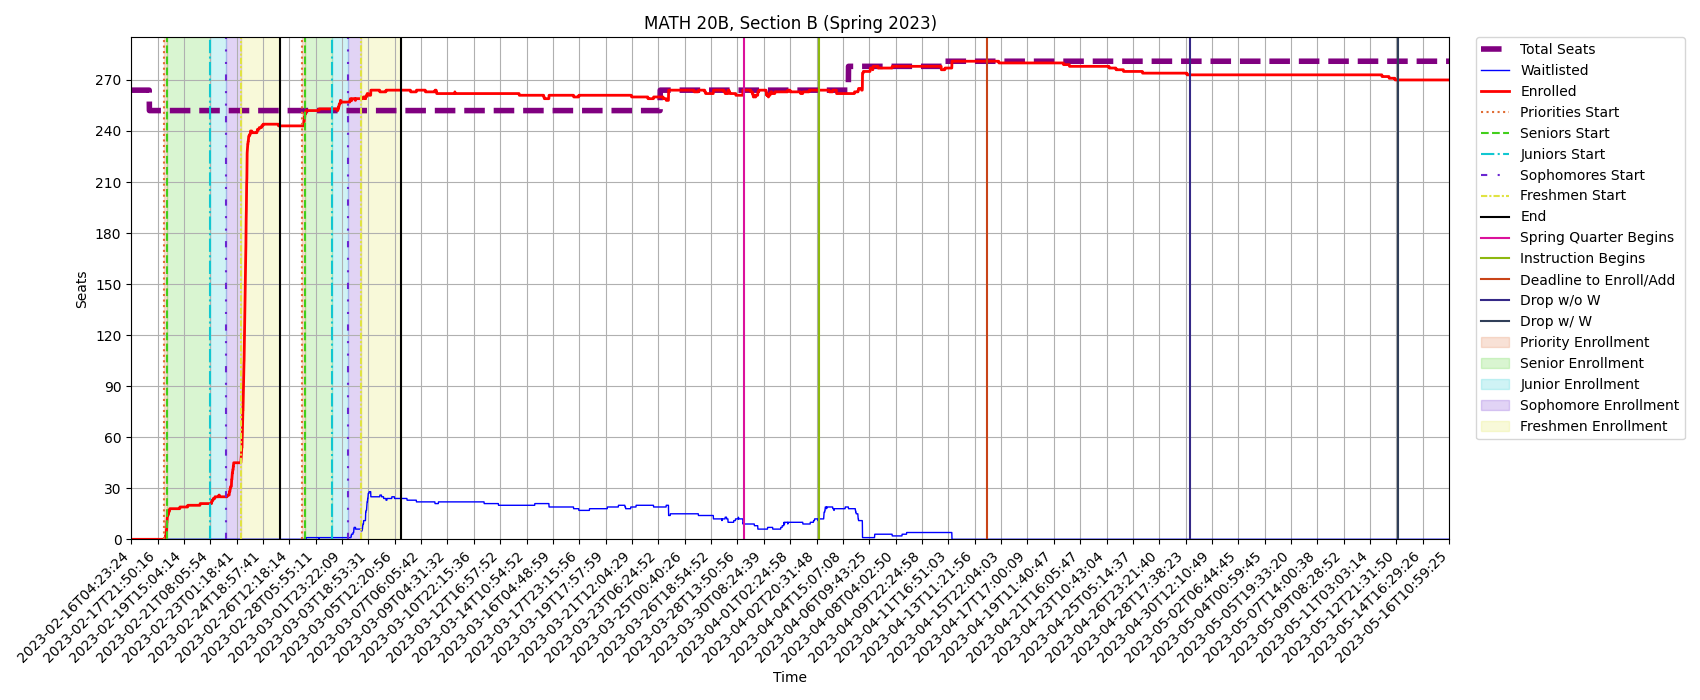 MATH 20B, Section B (Spring 2023)
Seats
270
240
210
180
150
120
90
60
30
0
2023-02-16T04:23:24
2023-02-17T21:50:16
2023-02-19T15:04:14
2023-02-21T08:05:54
2023-02-23T01:18:41
2023-02-24T18:57:41
2023-02-26T12:18:14
2023-02-28T05:55:11
2023-03-01T23:22:09
2023-03-03T18:53:31
2023-03-05T12:20:56
2023-03-07T06:05:42
2023-03-09T04:31:32
2023-03-10T22:15:36
2023-03-12T16:57:52
2023-03-14T10:54:52
2023-03-16T04:48:59
2023-03-17T23:15:56
2023-03-19T17:57:59
2023-03-21T12:04:29
2023-03-23T06:24:52
2023-03-25T00:40:26
2023-03-26T18:54:52
2023-03-28T13:50:56
2023-03-30T08:24:39
2023-04-01T02:24:58
2023-04-02T20:31:48
2023-04-04T15:07:08
2023-04-06T09:43:25
2023-04-08T04:02:50
2023-04-09T22:24:58
2023-04-11T16:51:03
2023-04-13T11:21:56
2023-04-15T22:04:03
2023-04-17T17:00:09
2023-04-19T11:40:47
2023-04-21T16:05:47
2023-04-23T10:43:04
2023-04-25T05:14:37
2023-04-26T23:21:40
2023-04-28T17:38:23
2023-04-30T12:10:49
2023-05-02T06:44:45
2023-05-04T00:59:45
2023-05-05T19:33:20
2023-05-07T14:00:38
2023-05-09T08:28:52
2023-05-11T03:03:14
2023-05-12T21:31:50
2023-05-14T16:29:26
2023-05-16T10:59:25
Time
Total Seats
Waitlisted
Enrolled
Priorities Start
Seniors Start
Juniors Start
Sophomores Start
Freshmen Start
End
Spring Quarter Begins
Instruction Begins
Deadline to Enroll/Add
Drop w/o W
Drop w/ W
Priority Enrollment
Senior Enrollment
Junior Enrollment
Sophomore Enrollment
Freshmen Enrollment